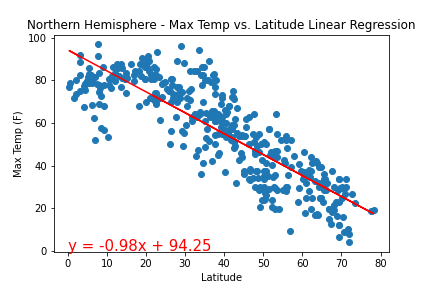 Northern Hemisphere - Max Temp vs. Latitude Linear Regression
100
80
60
40
20
0
Max Temp (F)
y = -0.98x + 94.25
0 10 20 30 40 50 60 70 80
Latitude